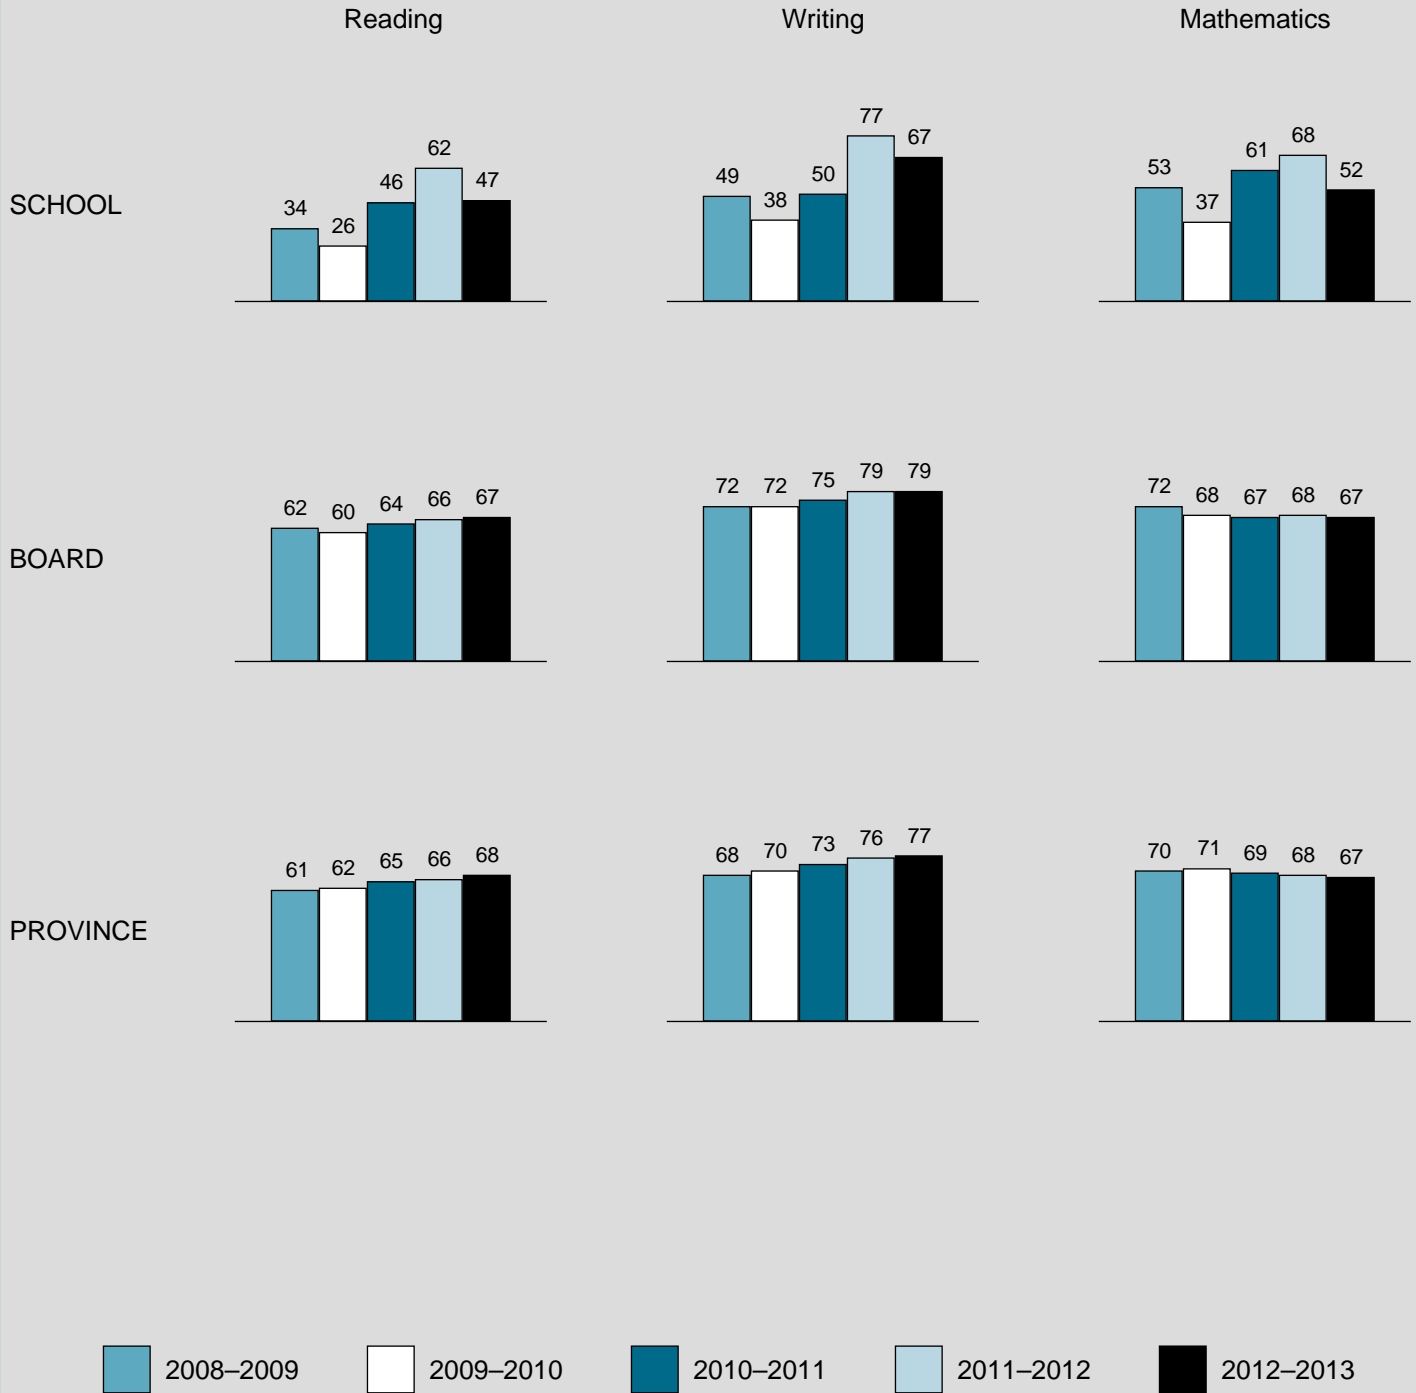 Reading Writing Mathematics
SCHOOL
34 26 46 62 47
49 38 50 77 67
53 37 61 68 52
BOARD
62 60 64 66 67
72 72 75 79 79
72 68 67 68 67
PROVINCE
61 62 65 66 68
68 70 73 76 77
70 71 69 68 67
2008–2009 2009–2010 2010–2011 2011–2012 2012–2013